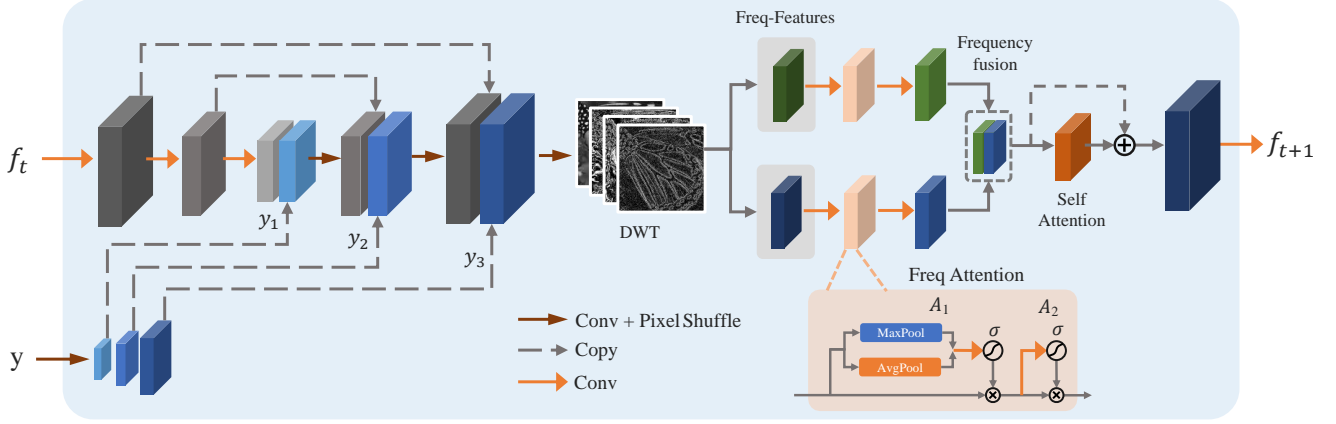 Freq-Features
Frequency
fusion
f_t
f_{t+1}
y_1
y_2
y_3
DWT
Self
Attention
y
Conv + Pixel Shuffle
Copy
Conv
Freq Attention
A_1
A_2
MaxPool
AvgPool
σ
σ